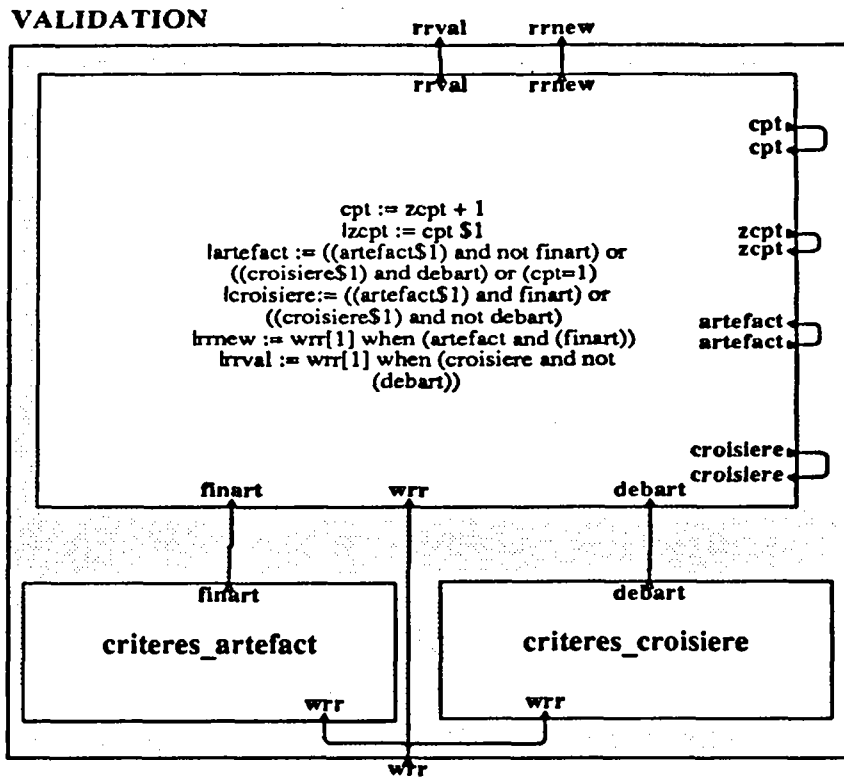 VALIDATION
rrval rrnew
rrval rrnew
cpt
cpt
cpt := zcpt + 1
|zcpt := cpt $1
|artefact := ((artefact$1) and not finart) or
((croisiere$1) and debart) or (cpt=1)
|croisiere:= ((artefact$1) and finart) or
((croisiere$1) and not debart)
|rrnew := wrr[1] when (artefact and (finart))
|rrval := wrr[1] when (croisiere and not
(debart))
zcpt
zcpt
artefact
artefact
croisiere
croisiere
finart wrr debart
finart debart
criteres_artefact criteres_croisiere
wrr wrr
wrr